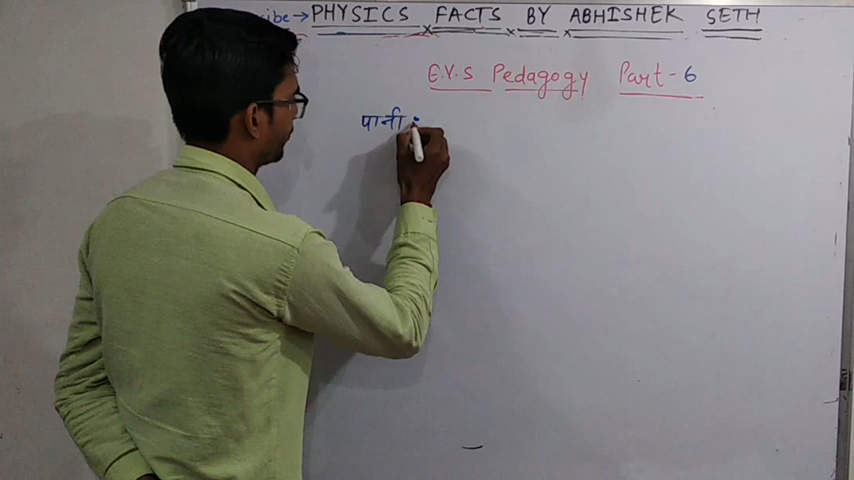 ibe→ PHYSICS FACTS BY ABHISHEK SETH
E.V.S Pedagogy Part-6
पानी